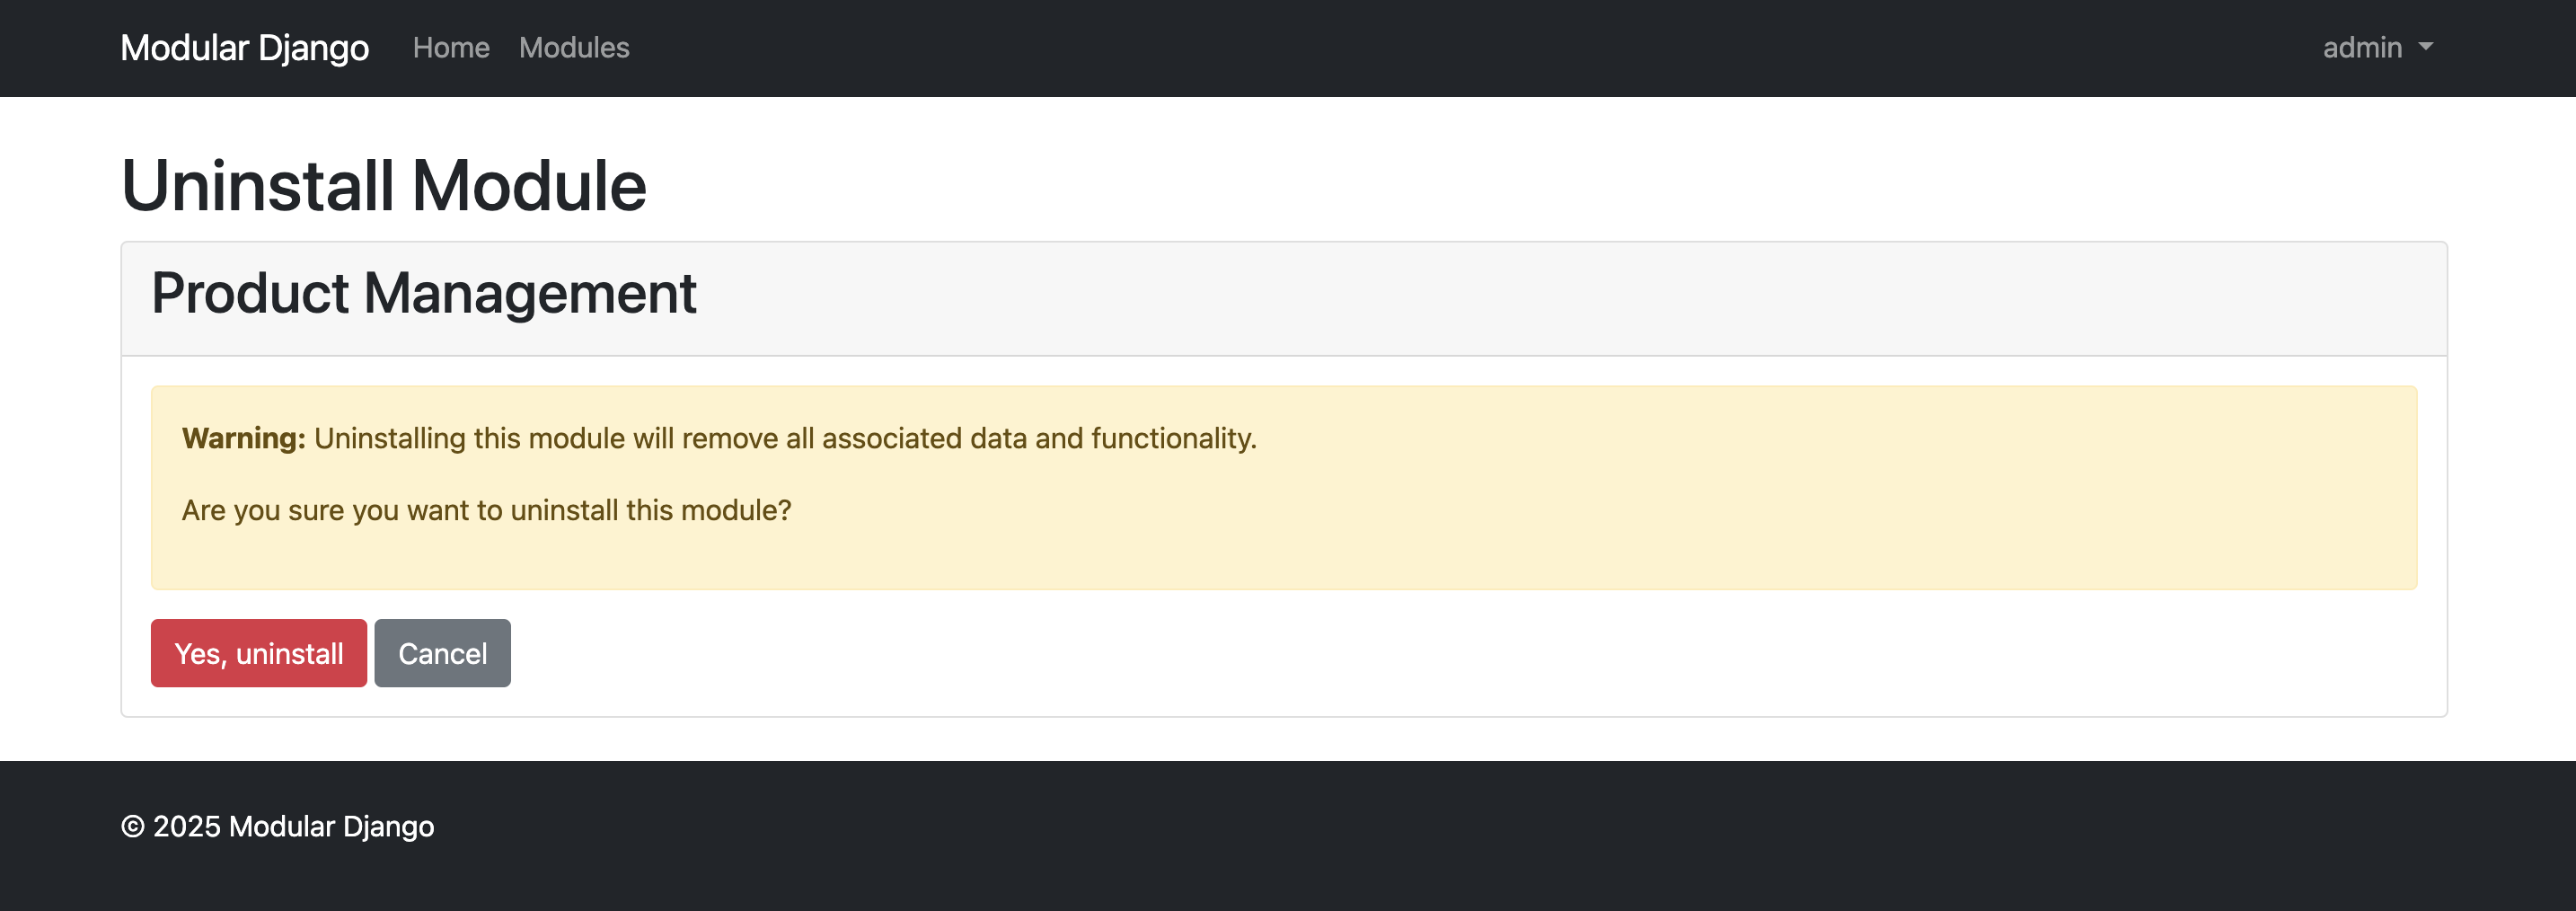 Modular Django Home Modules admin
Uninstall Module
Product Management
Warning: Uninstalling this module will remove all associated data and functionality.
Are you sure you want to uninstall this module?
Yes, uninstall Cancel
© 2025 Modular Django